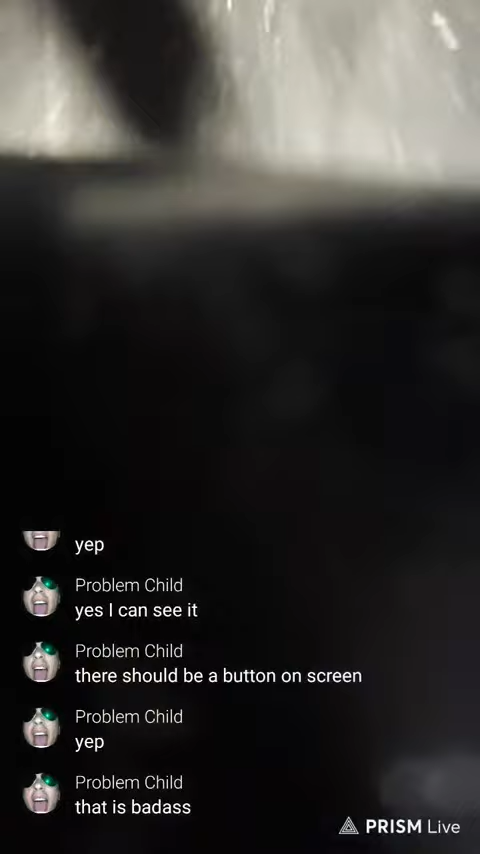 yep
Problem Child
yes I can see it
Problem Child
there should be a button on screen
Problem Child
yep
Problem Child
that is badass
PRISM Live